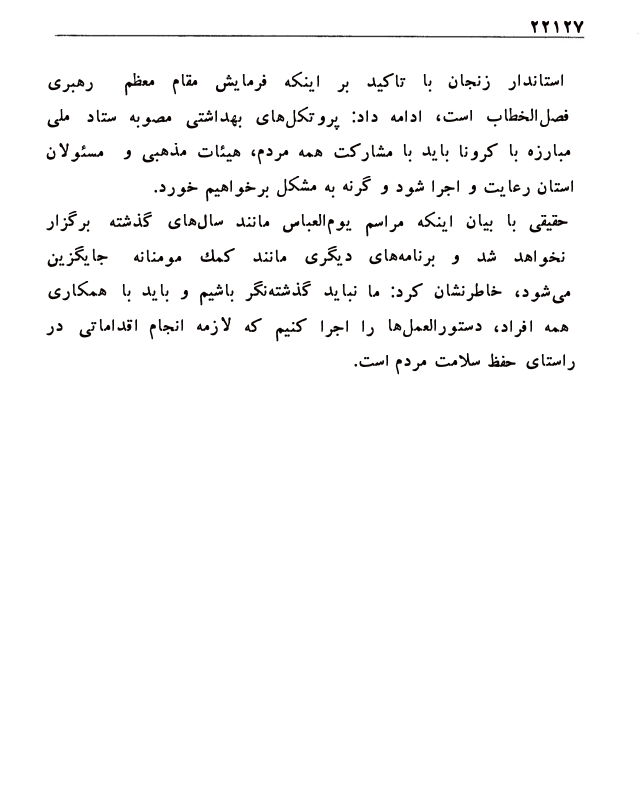 ۲۲۱۲۷
استاندار زنجان با تاکید بر اینکه فرمایش مقام معظم رهبری
فصل‌الخطاب است، ادامه داد: پروتکل‌های بهداشتی مصوبه ستاد ملی
مبارزه با کرونا باید با مشارکت همه مردم، هیئات مذهبی و مسئولان
استان رعایت و اجرا شود و گرنه به مشکل برخواهیم خورد.
حقیقی با بیان اینکه مراسم یوم‌العباس مانند سال‌های گذشته برگزار
نخواهد شد و برنامه‌های دیگری مانند کمك مومنانه جایگزین
می‌شود، خاطرنشان کرد: ما نباید گذشته‌نگر باشیم و باید با همکاری
همه افراد، دستورالعمل‌ها را اجرا کنیم که لازمه انجام اقداماتی در
راستای حفظ سلامت مردم است.